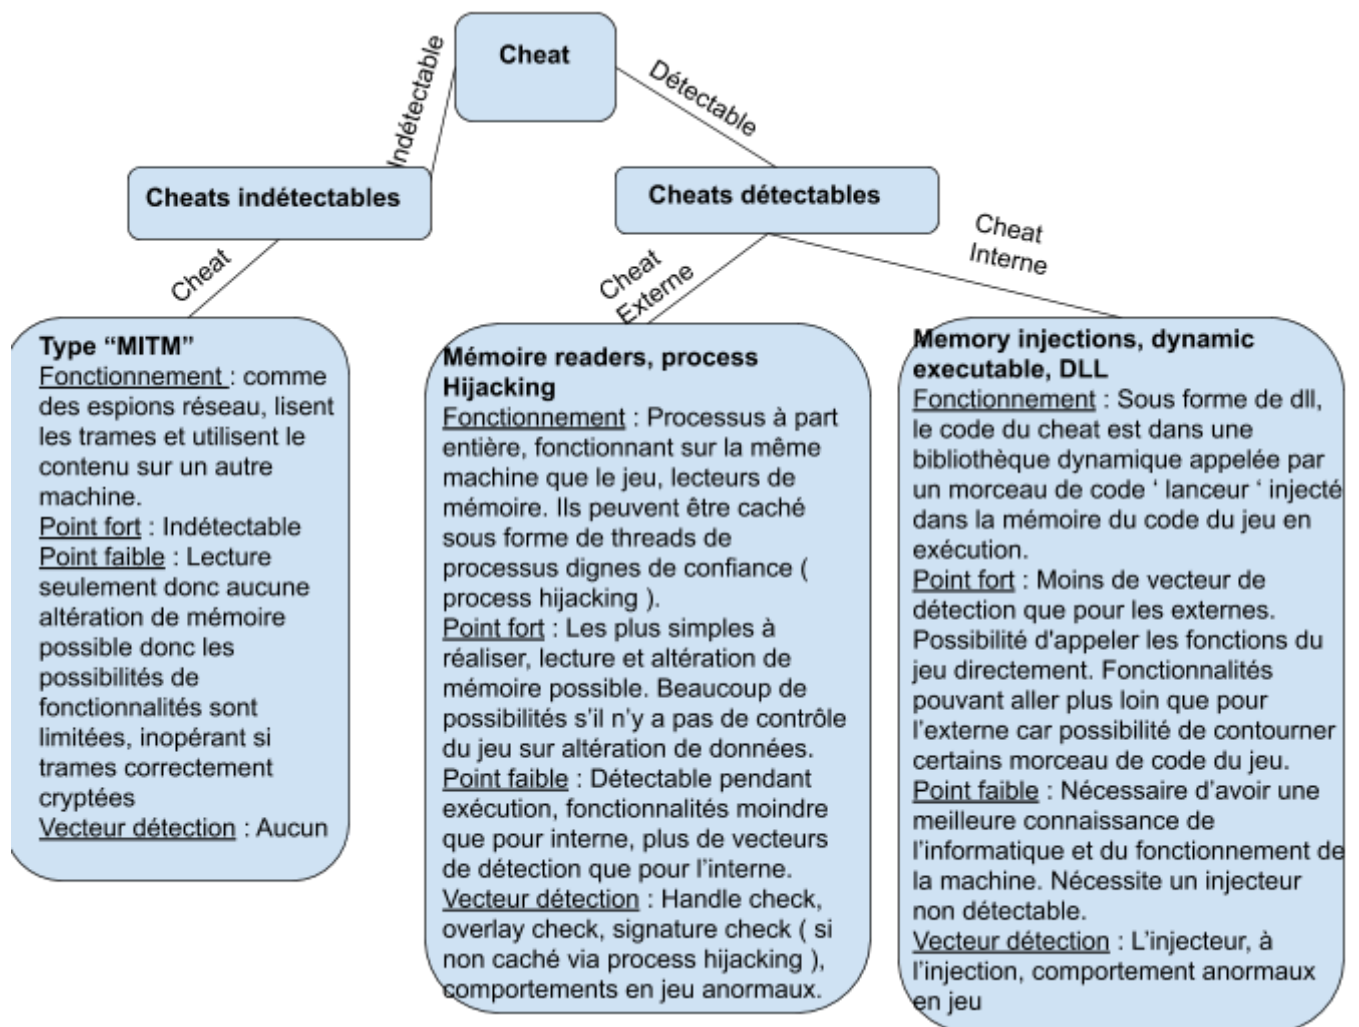 Cheat
Indétectable
Détectable
Cheats indétectables
Cheats détectables
Cheat
Cheat
Externe
Cheat
Interne
Type “MITM”
Fonctionnement : comme
des espions réseau, lisent
les trames et utilisent le
contenu sur un autre
machine.
Point fort : Indétectable
Point faible : Lecture
seulement donc aucune
altération de mémoire
possible donc les
possibilités de
fonctionnalités sont
limitées, inopérant si
trames correctement
cryptées
Vecteur détection : Aucun
Mémoire readers, process
Hijacking
Fonctionnement : Processus à part
entière, fonctionnant sur la même
machine que le jeu, lecteurs de
mémoire. Ils peuvent être caché
sous forme de threads de
processus dignes de confiance (
process hijacking ).
Point fort : Les plus simples à
réaliser, lecture et altération de
mémoire possible. Beaucoup de
possibilités s’il n’y a pas de contrôle
du jeu sur altération de données.
Point faible : Détectable pendant
exécution, fonctionnalités moindre
que pour interne, plus de vecteurs
de détection que pour l’interne.
Vecteur détection : Handle check,
overlay check, signature check ( si
non caché via process hijacking ),
comportements en jeu anormaux.
Memory injections, dynamic
executable, DLL
Fonctionnement : Sous forme de dll,
le code du cheat est dans une
bibliothèque dynamique appelée par
un morceau de code ‘ lanceur ‘ injecté
dans la mémoire du code du jeu en
exécution.
Point fort : Moins de vecteur de
détection que pour les externes.
Possibilité d'appeler les fonctions du
jeu directement. Fonctionnalités
pouvant aller plus loin que pour
l’externe car possibilité de contourner
certains morceau de code du jeu.
Point faible : Nécessaire d’avoir une
meilleure connaissance de
l’informatique et du fonctionnement de
la machine. Nécessite un injecteur
non détectable.
Vecteur détection : L’injecteur, à
l’injection, comportement anormaux
en jeu